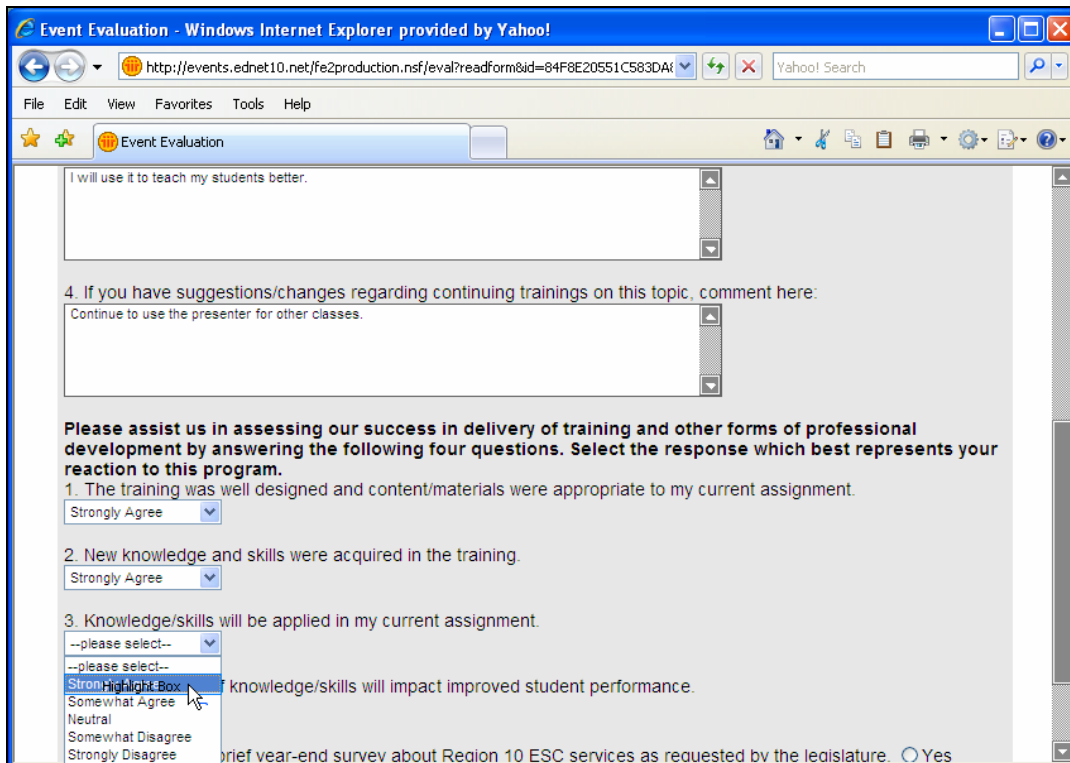 Event Evaluation - Windows Internet Explorer provided by Yahoo!
http://events.ednet10.net/fe2production.nsf/eval?readform&id=84F8E20551C583DA
Yahoo! Search
File Edit View Favorites Tools Help
Event Evaluation
I will use it to teach my students better.
4. If you have suggestions/changes regarding continuing trainings on this topic, comment here:
Continue to use the presenter for other classes.
Please assist us in assessing our success in delivery of training and other forms of professional
development by answering the following four questions. Select the response which best represents your
reaction to this program.
1. The training was well designed and content/materials were appropriate to my current assignment.
Strongly Agree
2. New knowledge and skills were acquired in the training.
Strongly Agree
3. Knowledge/skills will be applied in my current assignment.
--please select--
--please select--
Highlight Box
knowledge/skills will impact improved student performance.
Somewhat Agree
Neutral
Somewhat Disagree
Strongly Disagree
brief year-end survey about Region 10 ESC services as requested by the legislature. Yes